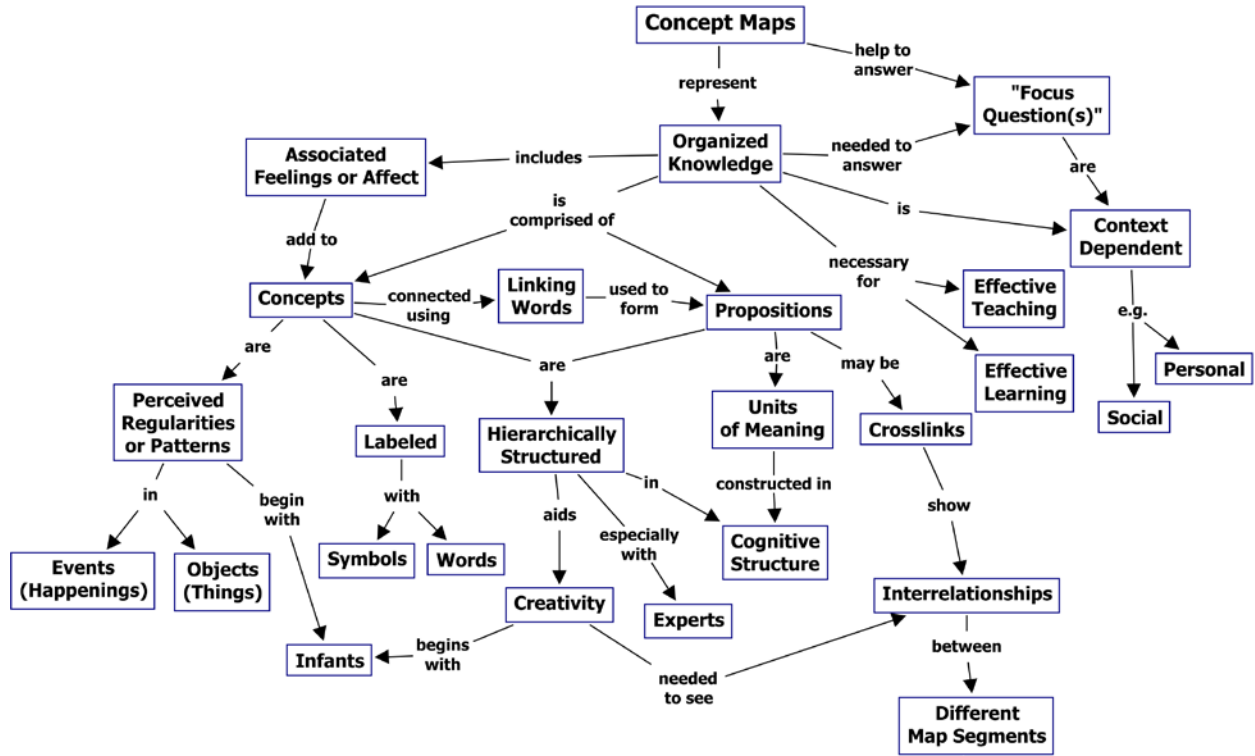 Concept Maps
help to
answer
represent
"Focus
Question(s)"
Organized
Knowledge
needed to
answer
includes
Associated
Feelings or Affect
are
is
comprised of
is
Context
Dependent
add to
necessary
for
Concepts
connected
using
Linking
Words
used to
form
Propositions
Effective
Teaching
e.g.
are
are
are
may be
Personal
are
Effective
Learning
Perceived
Regularities
or Patterns
Labeled
Hierarchically
Structured
Units
of Meaning
Crosslinks
Social
in
begin
with
with
aids
in
constructed in
show
especially
with
Events
(Happenings)
Objects
(Things)
Symbols
Words
Cognitive
Structure
Creativity
Experts
Interrelationships
Infants
begins
with
needed
to see
between
Different
Map Segments